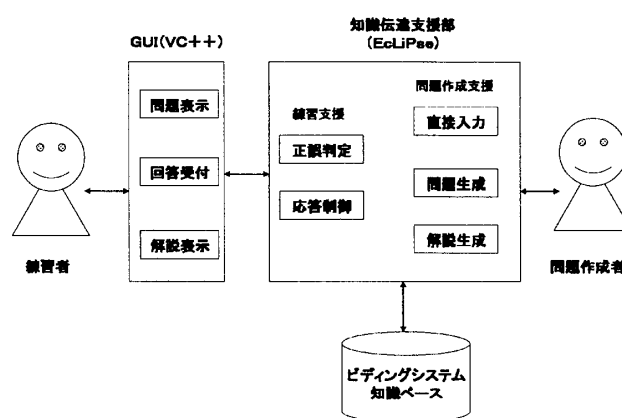 知識伝達支援部
(EcLiPse)
GUI(VC++)
問題表示
回答受付
解説表示
練習支援
正誤判定
応答制御
問題作成支援
直接入力
問題生成
解説生成
練習者
問題作成者
ビディングシステム
知識ベース